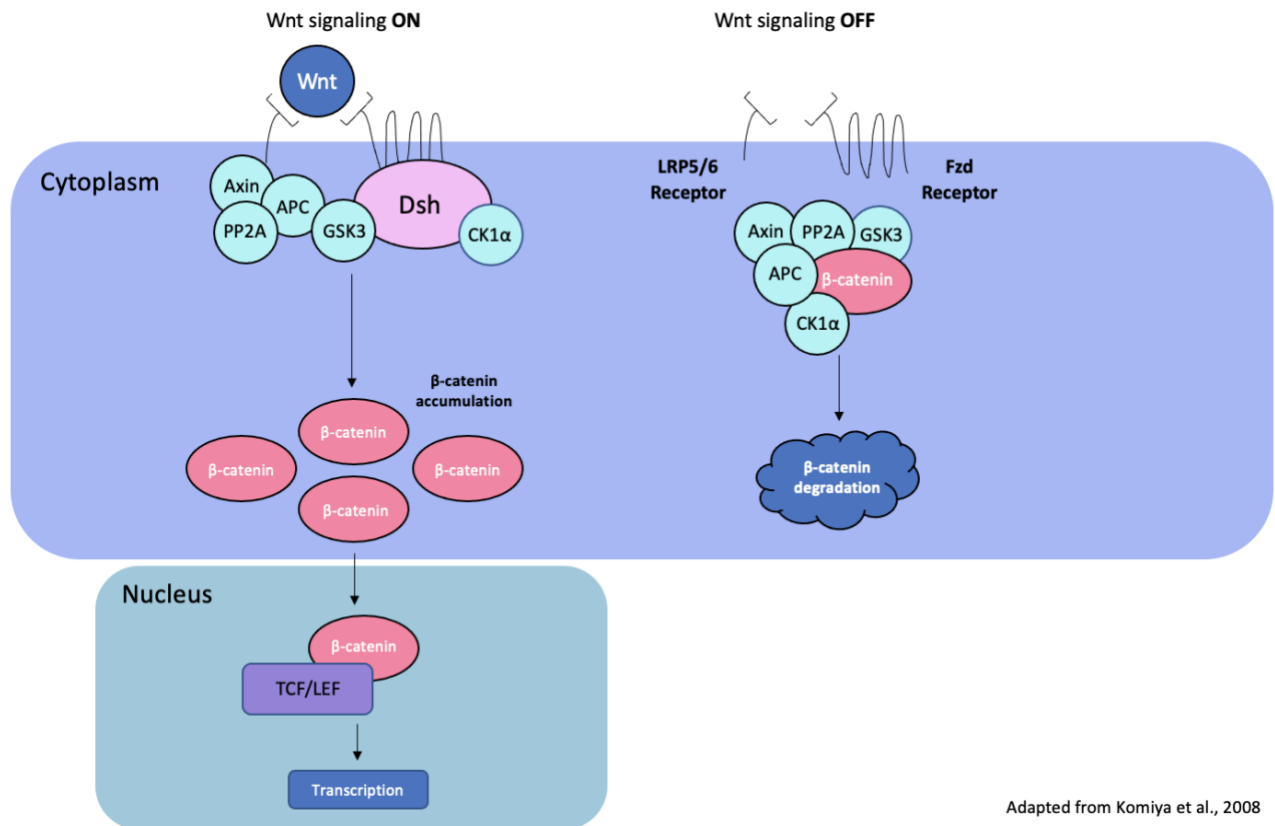 Wnt signaling ON
Wnt signaling OFF
Wnt
Cytoplasm
Axin
APC
PP2A
GSK3
Dsh
CK1α
LRP5/6
Receptor
Fzd
Receptor
Axin
PP2A
GSK3
APC
β-catenin
CK1α
β-catenin
accumulation
β-catenin
β-catenin
β-catenin
β-catenin
β-catenin
degradation
Nucleus
β-catenin
TCF/LEF
Transcription
Adapted from Komiya et al., 2008